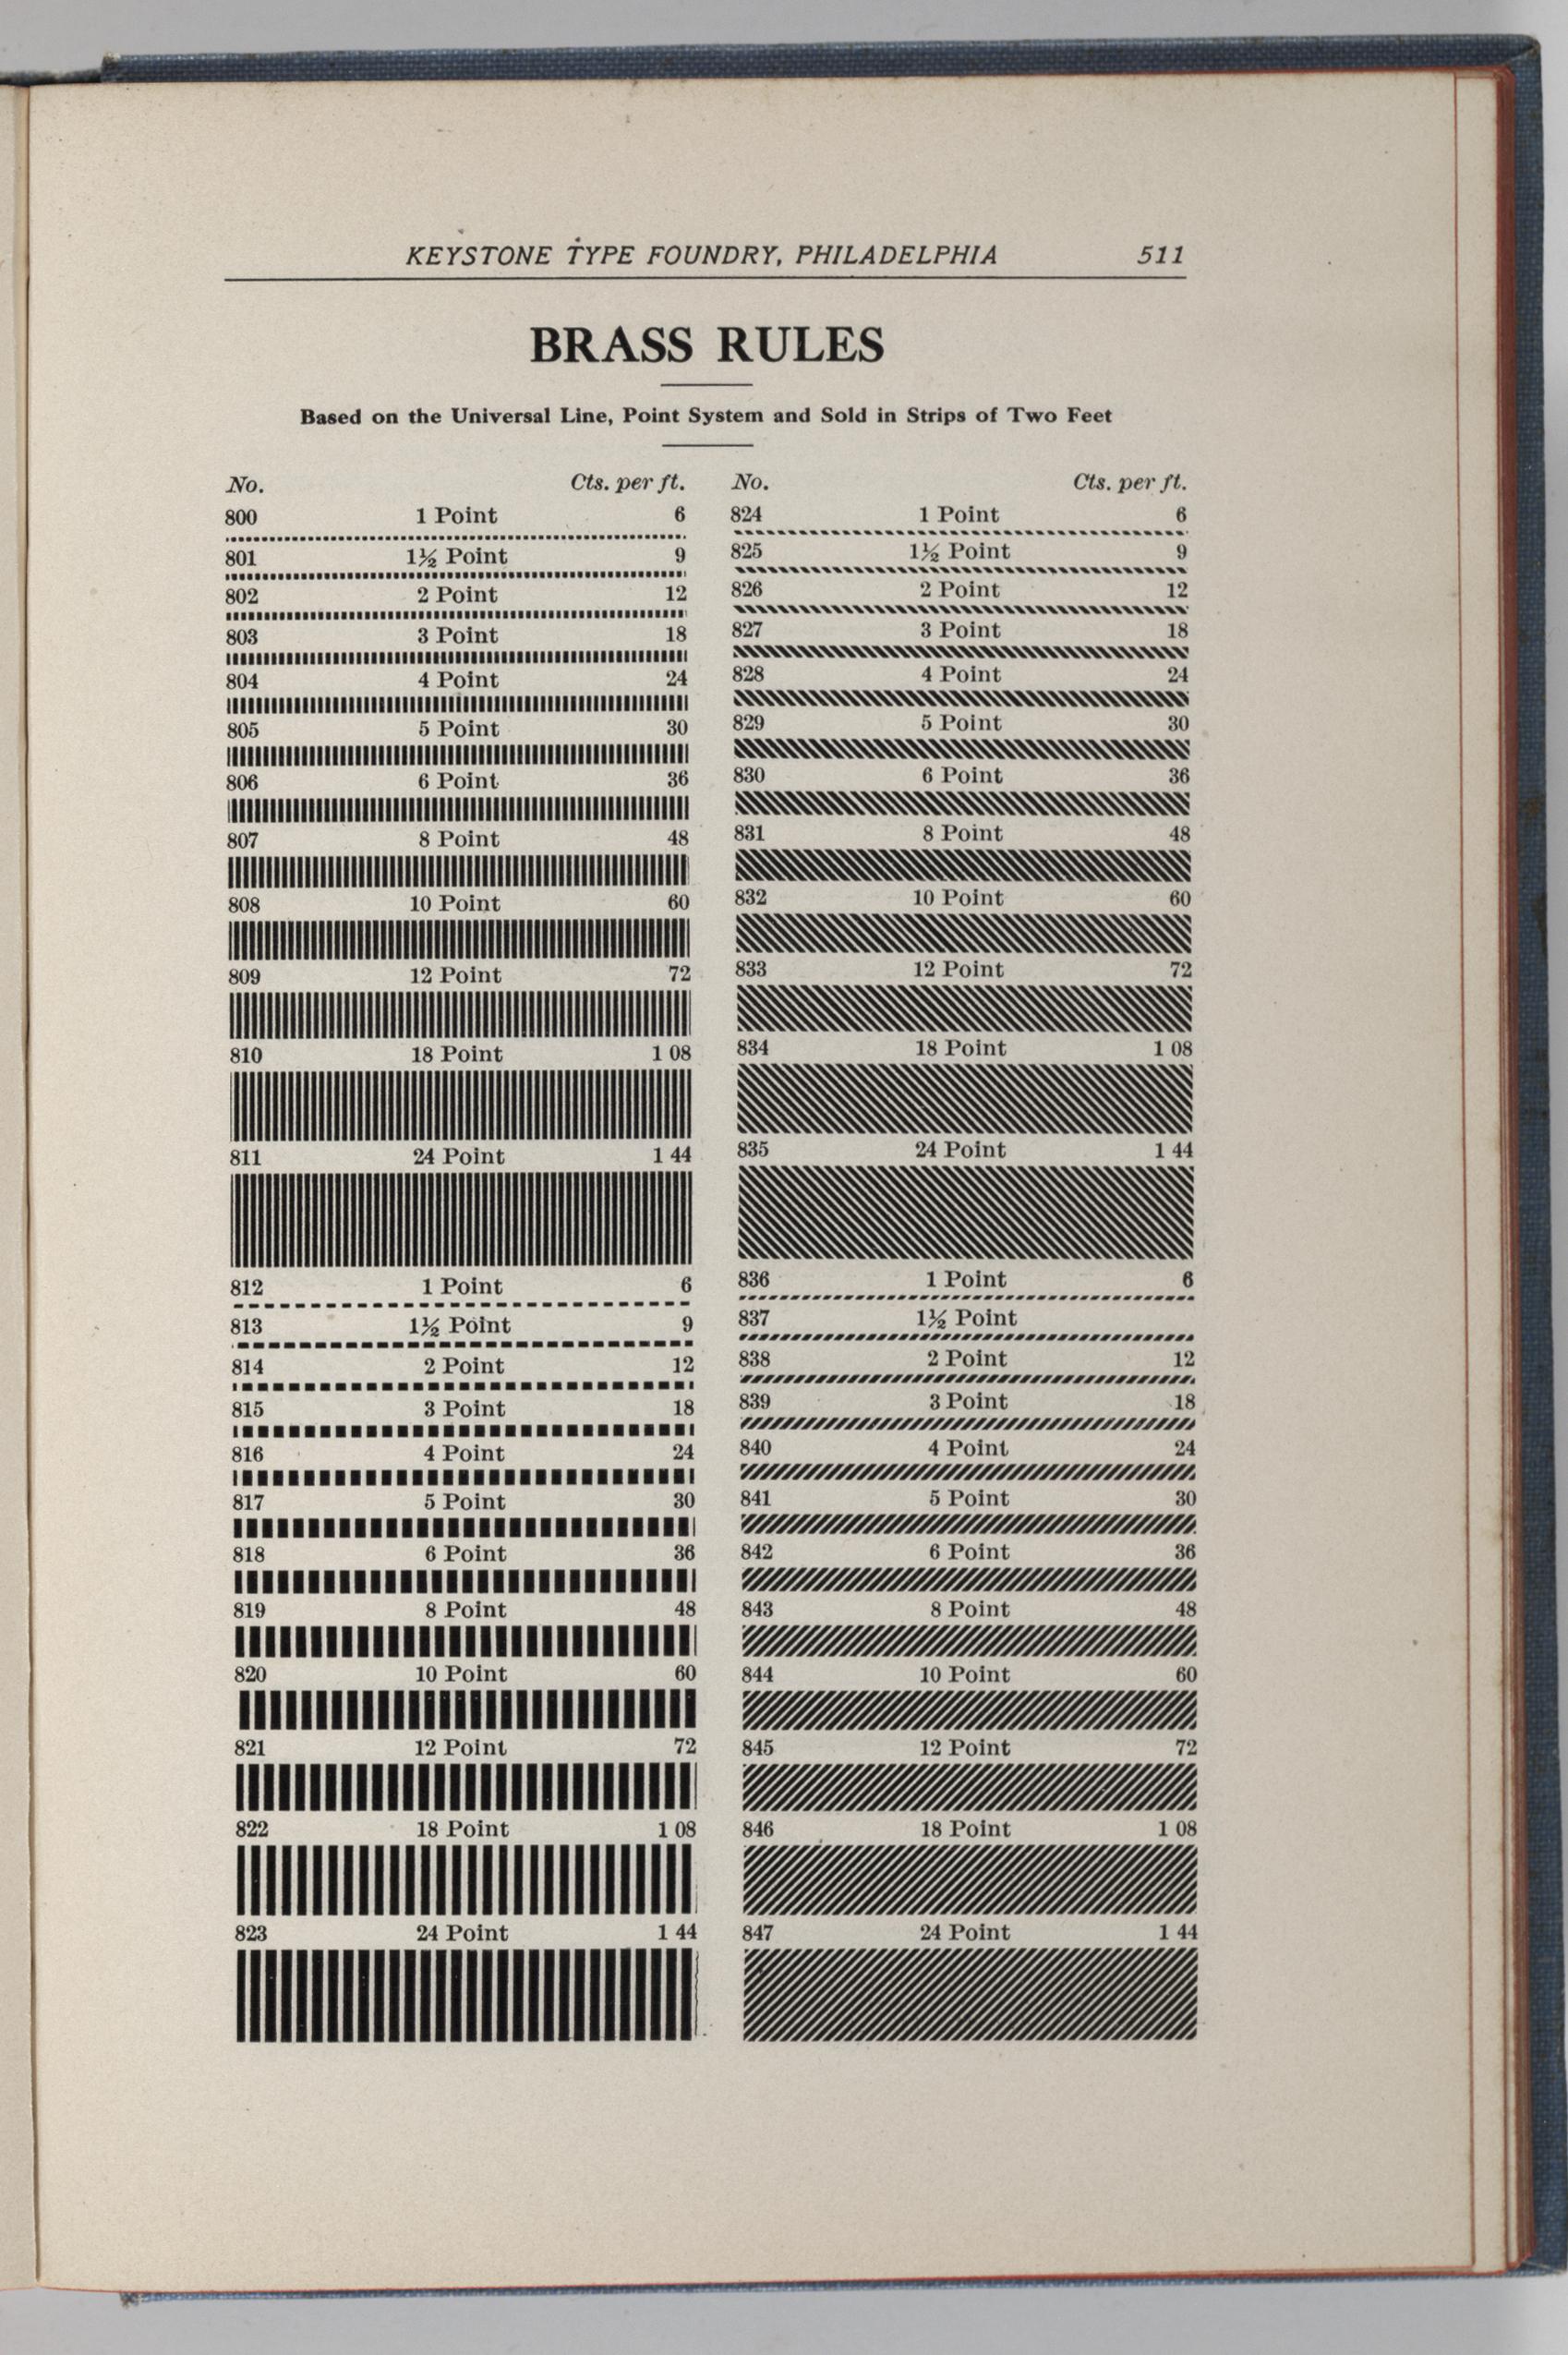 KEYSTONE TYPE FOUNDRY, PHILADELPHIA 511
BRASS RULES
Based on the Universal Line, Point System and Sold in Strips of Two Feet
No. Cts. per ft.
800 1 Point 6
801 1½ Point 9
802 2 Point 12
803 3 Point 18
804 4 Point 24
805 5 Point 30
806 6 Point 36
807 8 Point 48
808 10 Point 60
809 12 Point 72
810 18 Point 1 08
811 24 Point 1 44
812 1 Point 6
813 1½ Point 9
814 2 Point 12
815 3 Point 18
816 4 Point 24
817 5 Point 30
818 6 Point 36
819 8 Point 48
820 10 Point 60
821 12 Point 72
822 18 Point 1 08
823 24 Point 1 44
No. Cts. per ft.
824 1 Point 6
825 1½ Point 9
826 2 Point 12
827 3 Point 18
828 4 Point 24
829 5 Point 30
830 6 Point 36
831 8 Point 48
832 10 Point 60
833 12 Point 72
834 18 Point 1 08
835 24 Point 1 44
836 1 Point 6
837 1½ Point
838 2 Point 12
839 3 Point 18
840 4 Point 24
841 5 Point 30
842 6 Point 36
843 8 Point 48
844 10 Point 60
845 12 Point 72
846 18 Point 1 08
847 24 Point 1 44